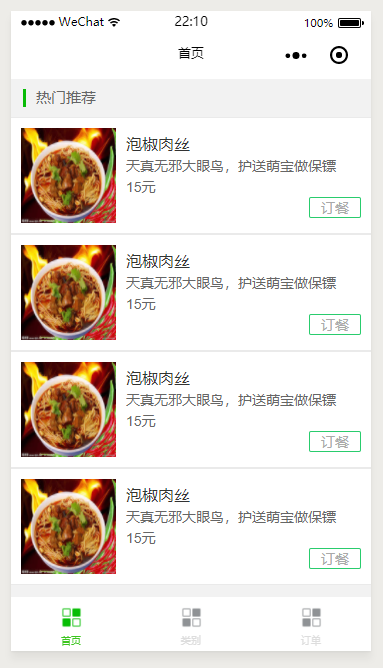 WeChat 22:10 100%
首页
热门推荐
泡椒肉丝
天真无邪大眼鸟，护送萌宝做保镖
15元
订餐
泡椒肉丝
天真无邪大眼鸟，护送萌宝做保镖
15元
订餐
泡椒肉丝
天真无邪大眼鸟，护送萌宝做保镖
15元
订餐
泡椒肉丝
天真无邪大眼鸟，护送萌宝做保镖
15元
订餐
首页 类别 订单